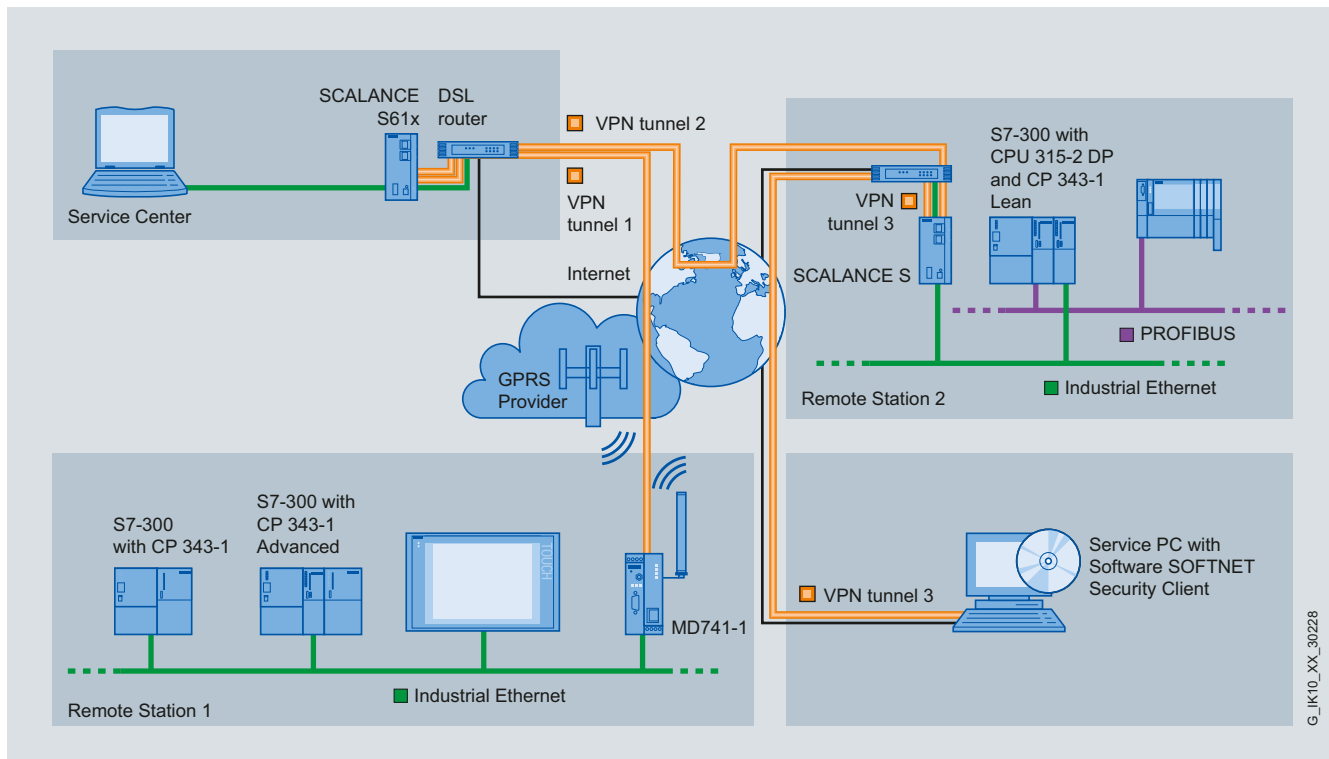 SCALANCE
S61x
DSL
router
Service Center
VPN tunnel 2
VPN
tunnel 1
Internet
GPRS
Provider
S7-300 with
CPU 315-2 DP
and CP 343-1
Lean
VPN
tunnel 3
SCALANCE S
PROFIBUS
Industrial Ethernet
Remote Station 2
S7-300
with CP 343-1
S7-300 with
CP 343-1
Advanced
TOUCH
MD741-1
Industrial Ethernet
Remote Station 1
VPN tunnel 3
Service PC with
Software SOFTNET
Security Client
G_IK10_XX_30228